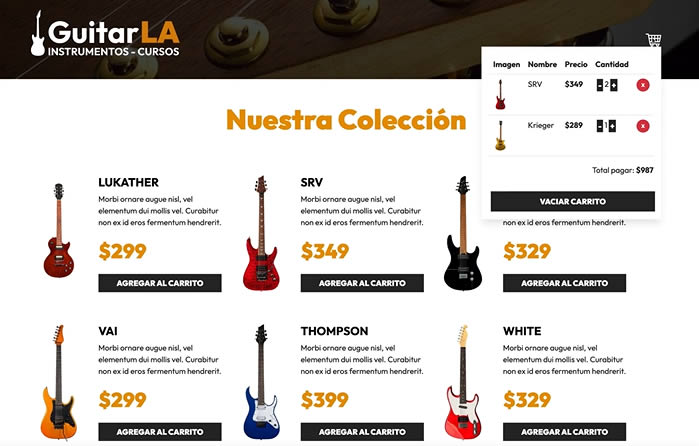 GuitarLA
INSTRUMENTOS - CURSOS
Imagen Nombre Precio Cantidad
SRV $349 - 2 + X
Krieger $289 - 1 + X
Total pagar: $987
VACIAR CARRITO
Nuestra Colección
LUKATHER
Morbi ornare augue nisl, vel
elementum dui mollis vel. Curabitur
non ex id eros fermentum hendrerit.
$299
AGREGAR AL CARRITO
SRV
Morbi ornare augue nisl, vel
elementum dui mollis vel. Curabitur
non ex id eros fermentum hendrerit.
$349
AGREGAR AL CARRITO
non ex id eros fermentum hendrerit.
$329
AGREGAR AL CARRITO
VAI
Morbi ornare augue nisl, vel
elementum dui mollis vel. Curabitur
non ex id eros fermentum hendrerit.
$299
AGREGAR AL CARRITO
THOMPSON
Morbi ornare augue nisl, vel
elementum dui mollis vel. Curabitur
non ex id eros fermentum hendrerit.
$399
AGREGAR AL CARRITO
WHITE
Morbi ornare augue nisl, vel
elementum dui mollis vel. Curabitur
non ex id eros fermentum hendrerit.
$329
AGREGAR AL CARRITO